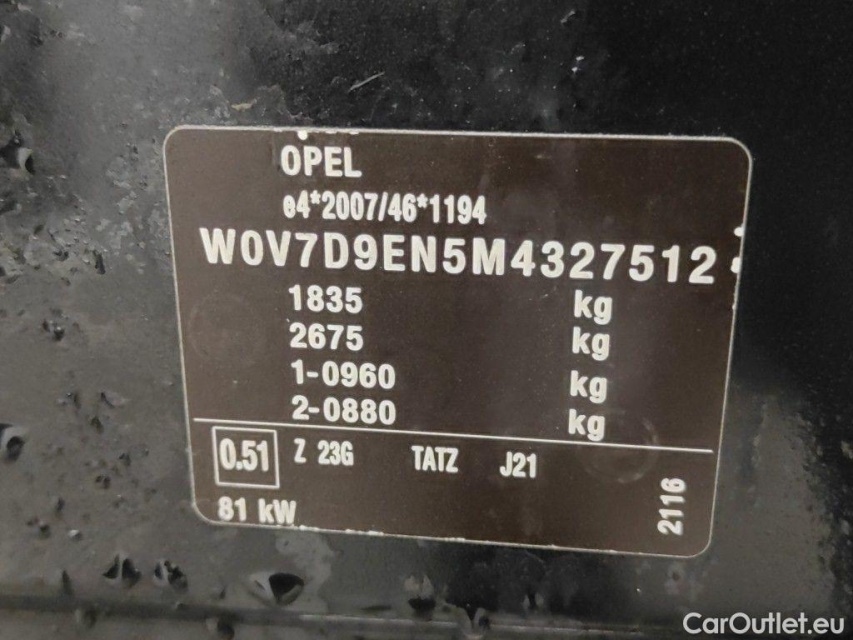 OPEL
e4*2007/46*1194
W0V7D9EN5M4327512
1835 kg
2675 kg
1-0960 kg
2-0880 kg
0.51 Z 23G TATZ J21
81 kW
2116
CarOutlet.eu